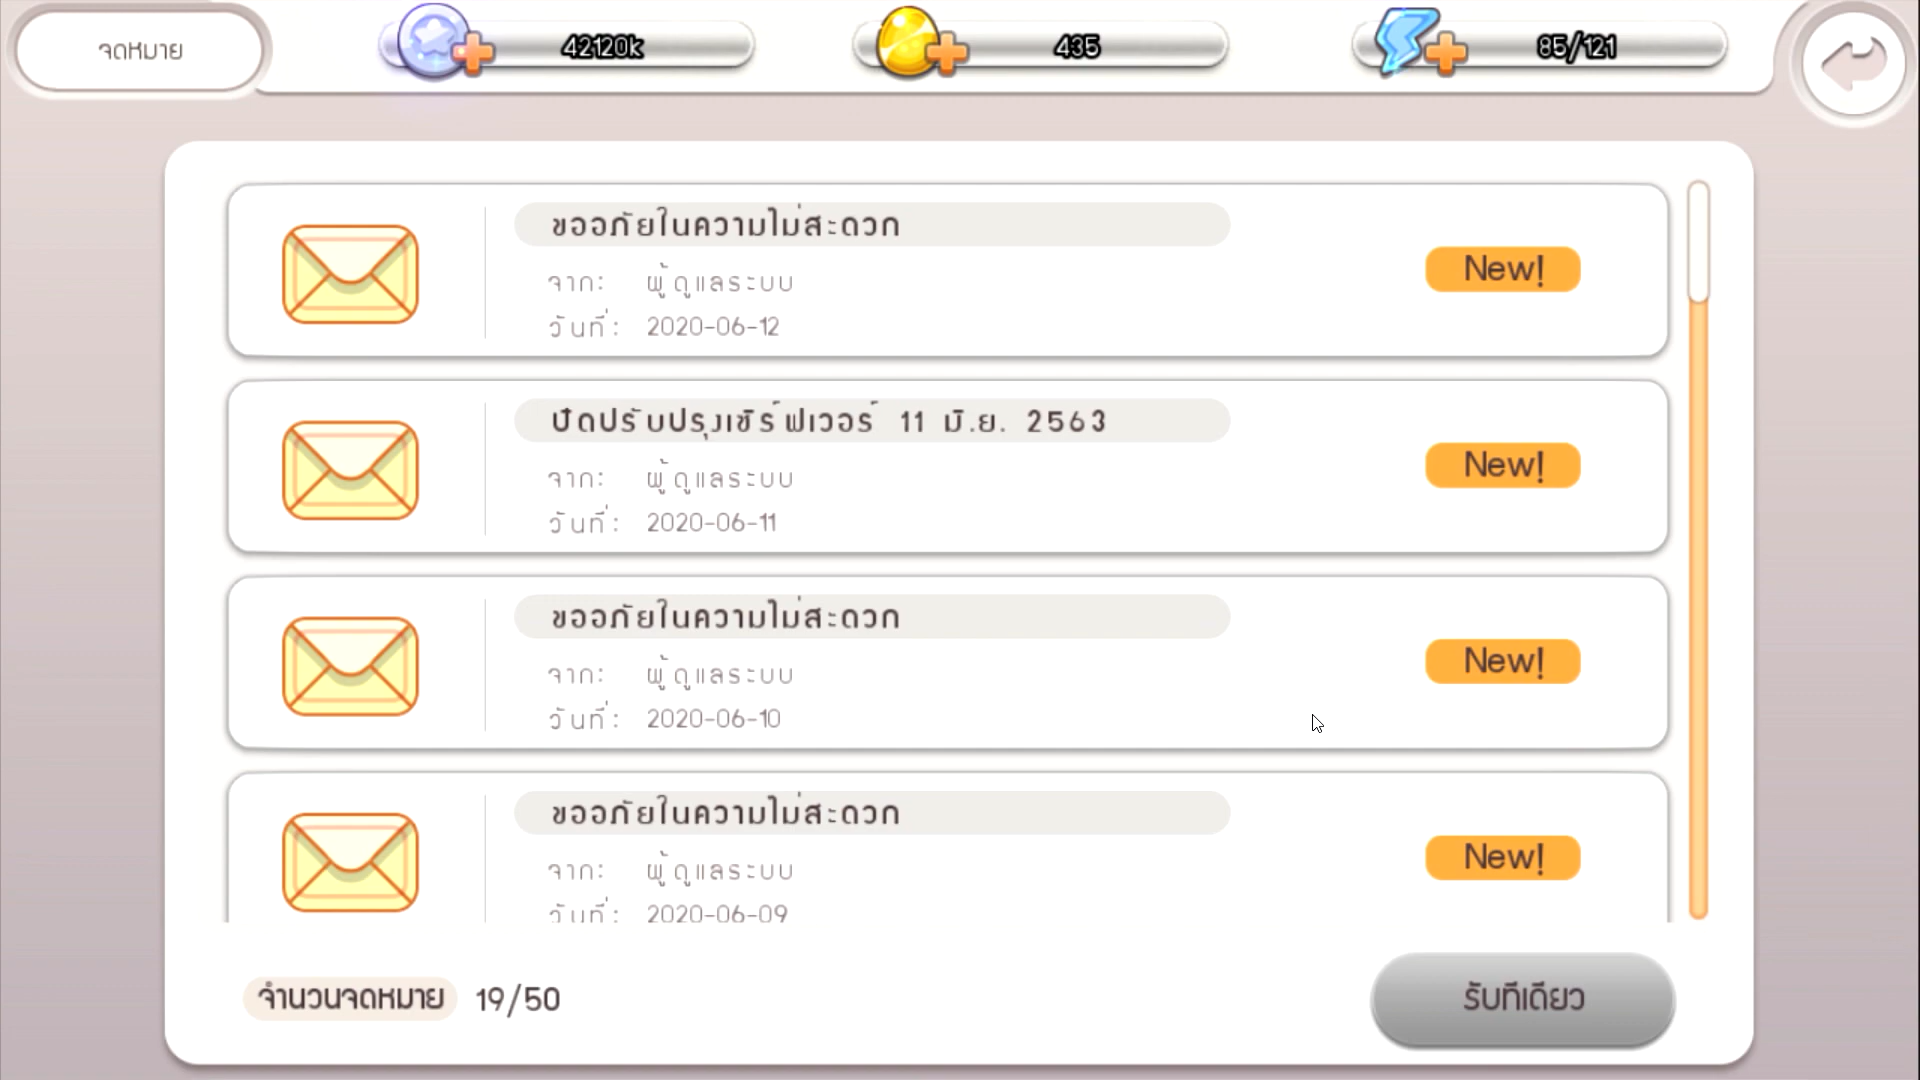 จดหมาย
42120k
435
85/121
ขออภัยในความไม่สะดวก
New!
จาก: ผู้ดูแลระบบ
วันที่: 2020-06-12
ปิดปรับปรุงเซิร์ฟเวอร์ 11 มิ.ย. 2563
New!
จาก: ผู้ดูแลระบบ
วันที่: 2020-06-11
ขออภัยในความไม่สะดวก
New!
จาก: ผู้ดูแลระบบ
วันที่: 2020-06-10
ขออภัยในความไม่สะดวก
New!
จาก: ผู้ดูแลระบบ
วันที่: 2020-06-09
จำนวนจดหมาย 19/50
รับทีเดียว